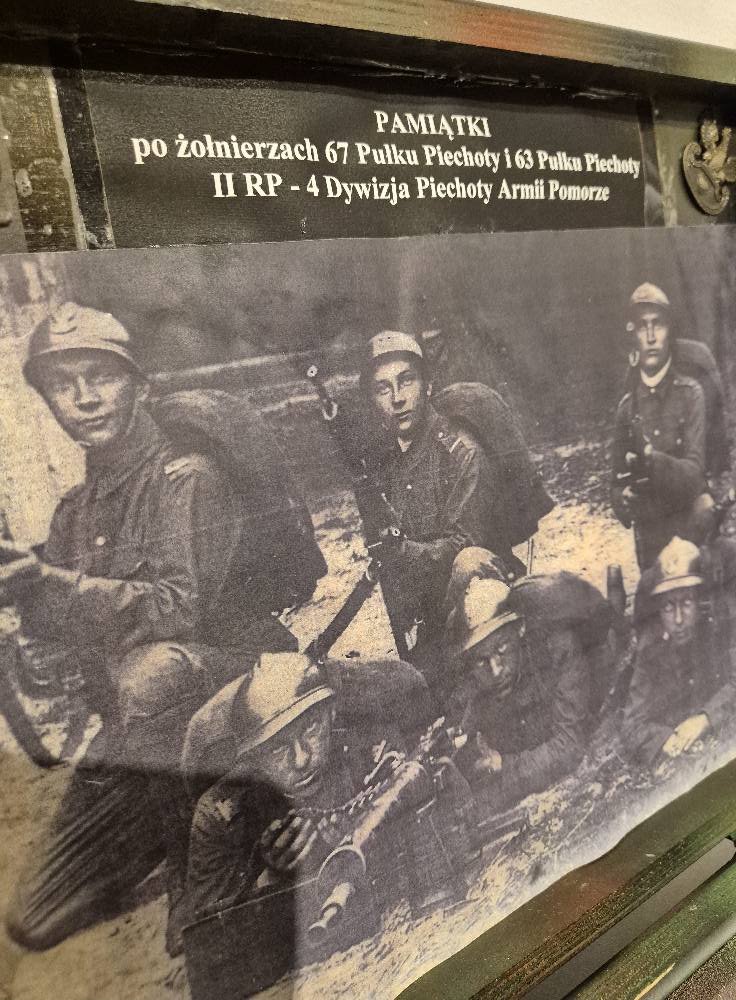 PAMIĄTKI
po żołnierzach 67 Pułku Piechoty i 63 Pułku Piechoty
II RP - 4 Dywizja Piechoty Armii Pomorze